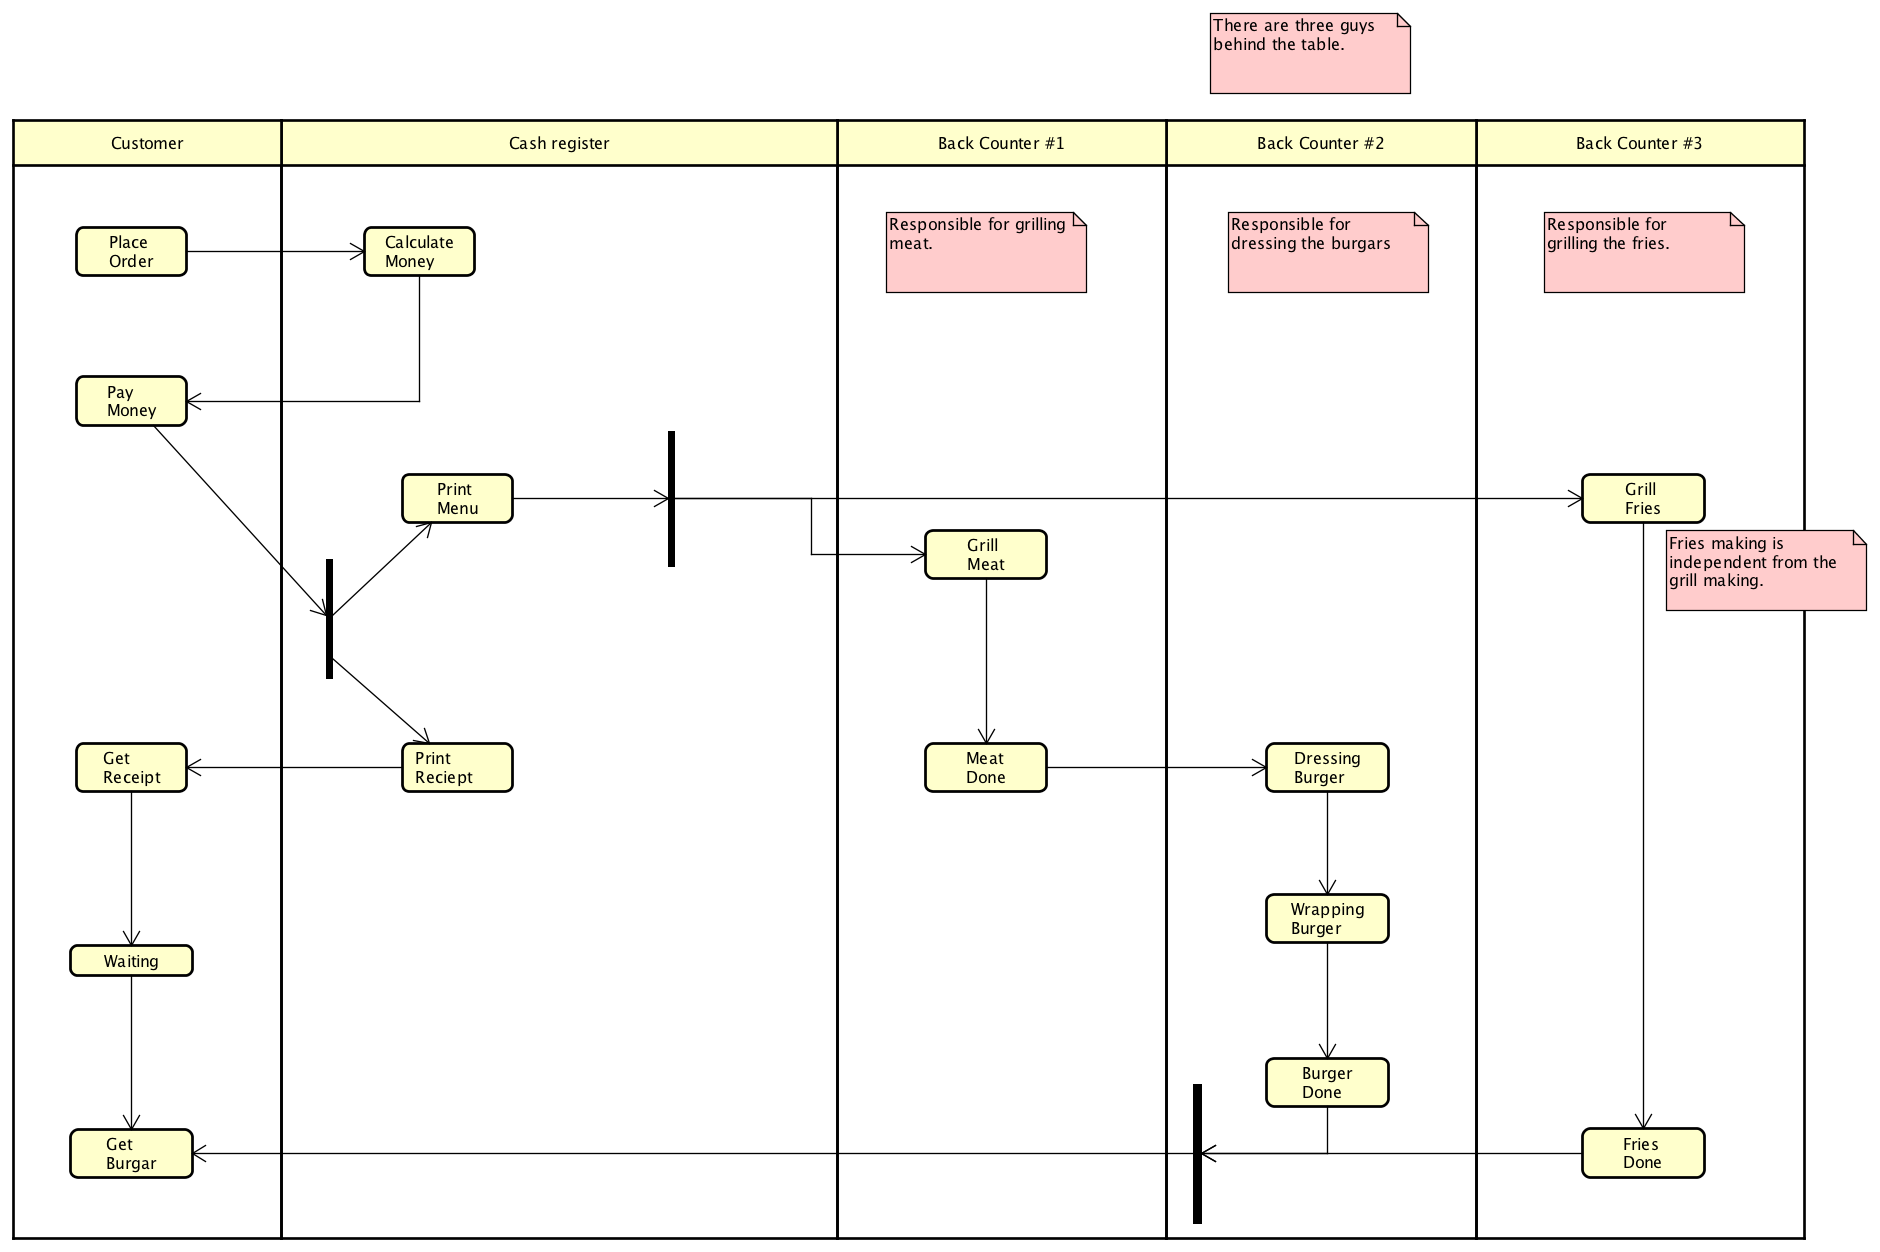 There are three guys
behind the table.
Customer
Cash register
Back Counter #1
Back Counter #2
Back Counter #3
Responsible for grilling
meat.
Responsible for
dressing the burgars
Responsible for
grilling the fries.
Place
Order
Calculate
Money
Pay
Money
Print
Menu
Grill
Fries
Grill
Meat
Fries making is
independent from the
grill making.
Get
Receipt
Print
Reciept
Meat
Done
Dressing
Burger
Wrapping
Burger
Waiting
Burger
Done
Get
Burgar
Fries
Done